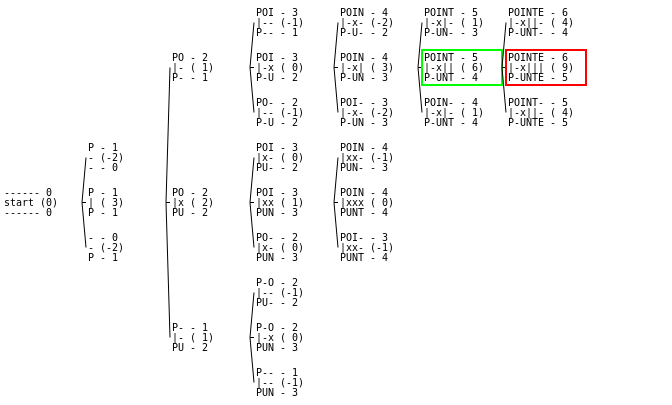 ------ 0
start (0)
------ 0
P - 1
- (-2)
- - 0
P - 1
| ( 3)
P - 1
- - 0
- (-2)
P - 1
PO - 2
|- ( 1)
P- - 1
PO - 2
|x ( 2)
PU - 2
P- - 1
|- ( 1)
PU - 2
POI - 3
|-- (-1)
P-- - 1
POI - 3
|-x ( 0)
P-U - 2
PO- - 2
|-- (-1)
P-U - 2
POI - 3
|x- ( 0)
PU- - 2
POI - 3
|xx ( 1)
PUN - 3
PO- - 2
|x- ( 0)
PUN - 3
P-O - 2
|-- (-1)
PU- - 2
P-O - 2
|-x ( 0)
PUN - 3
P-- - 1
|-- (-1)
PUN - 3
POIN - 4
|-x- (-2)
P-U- - 2
POIN - 4
|-x| ( 3)
P-UN - 3
POI- - 3
|-x- (-2)
P-UN - 3
POIN - 4
|xx- (-1)
PUN- - 3
POIN - 4
|xxx ( 0)
PUNT - 4
POI- - 3
|xx- (-1)
PUNT - 4
POINT - 5
|-x|- ( 1)
P-UN- - 3
POINT - 5
|-x|| ( 6)
P-UNT - 4
POIN- - 4
|-x|- ( 1)
P-UNT - 4
POINTE - 6
|-x||- ( 4)
P-UNT- - 4
POINTE - 6
|-x||| ( 9)
P-UNTE - 5
POINT- - 5
|-x||- ( 4)
P-UNTE - 5